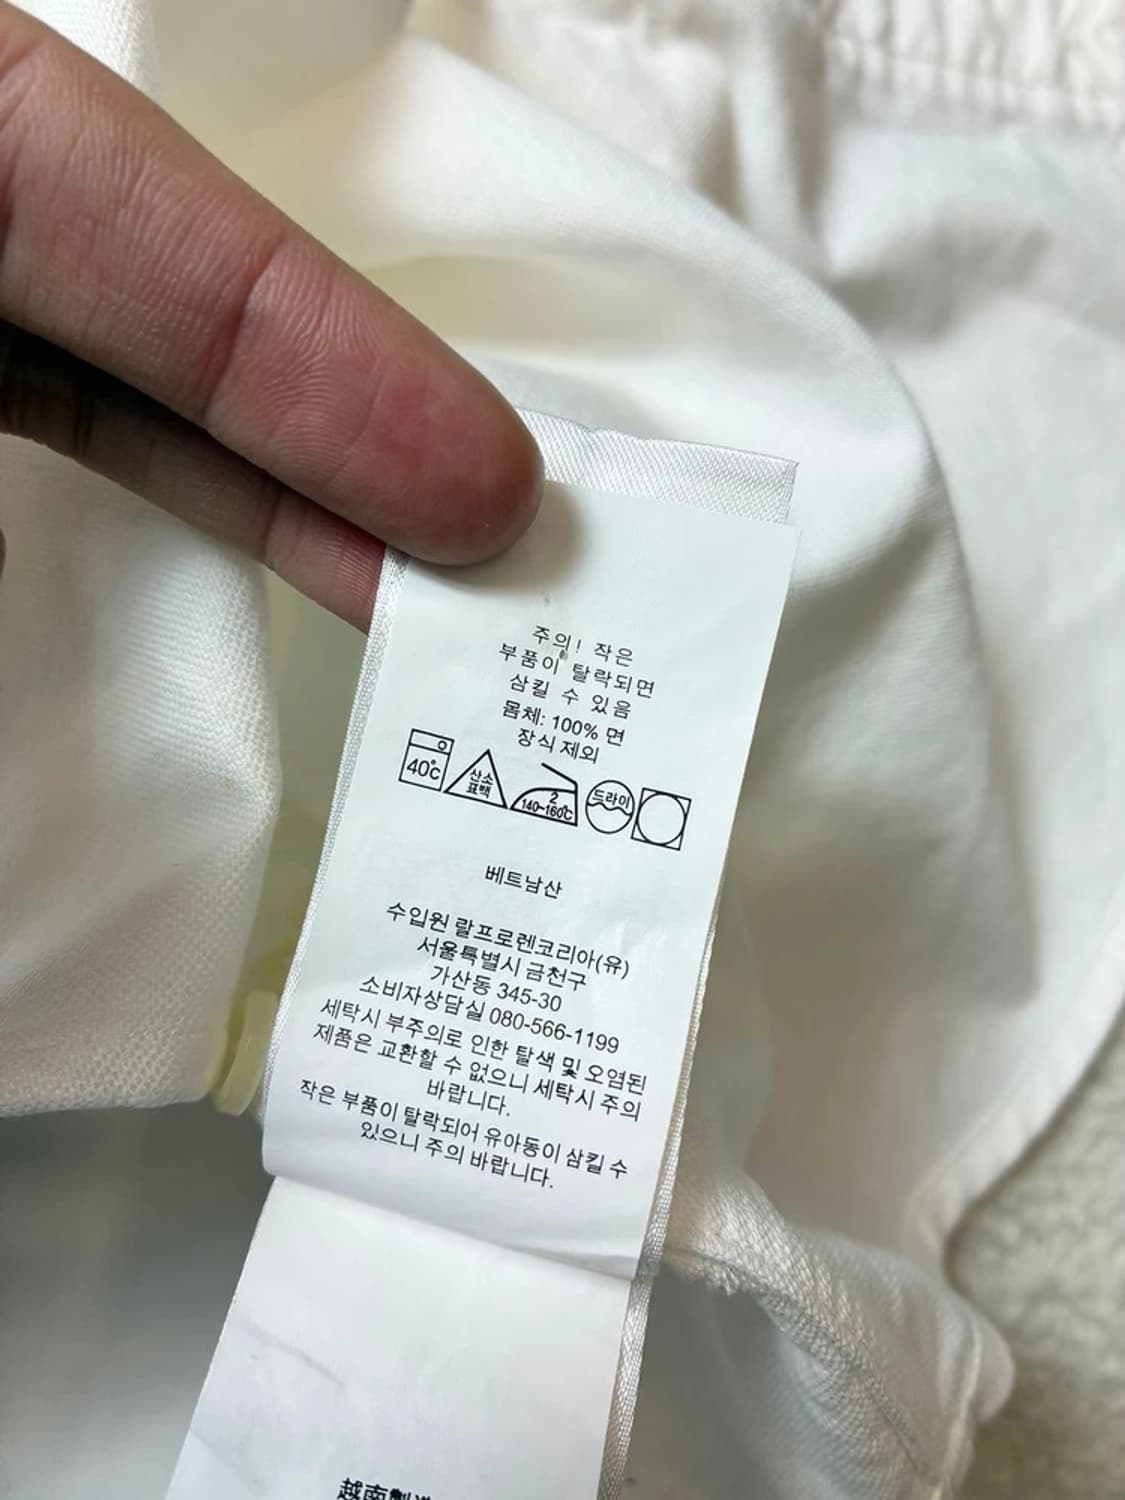 주의! 작은
부품이 탈락되면
삼킬 수 있음
몸체: 100% 면
장식 제외
40℃ 산소 표백 2 140~160℃ 드라이
베트남산
수입원 랄프로렌코리아(유)
서울특별시 금천구
가산동 345-30
소비자상담실 080-566-1199
세탁시 부주의로 인한 탈색 및 오염된
제품은 교환할 수 없으니 세탁시 주의
바랍니다.
작은 부품이 탈락되어 유아동이 삼킬 수
있으니 주의 바랍니다.
越南製造